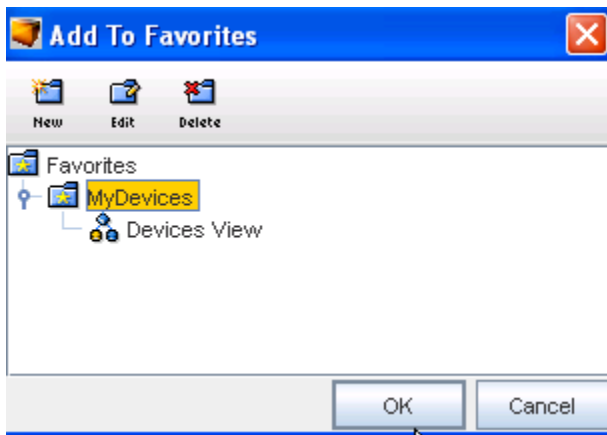 Add To Favorites
New Edit Delete
Favorites
MyDevices
Devices View
OK Cancel